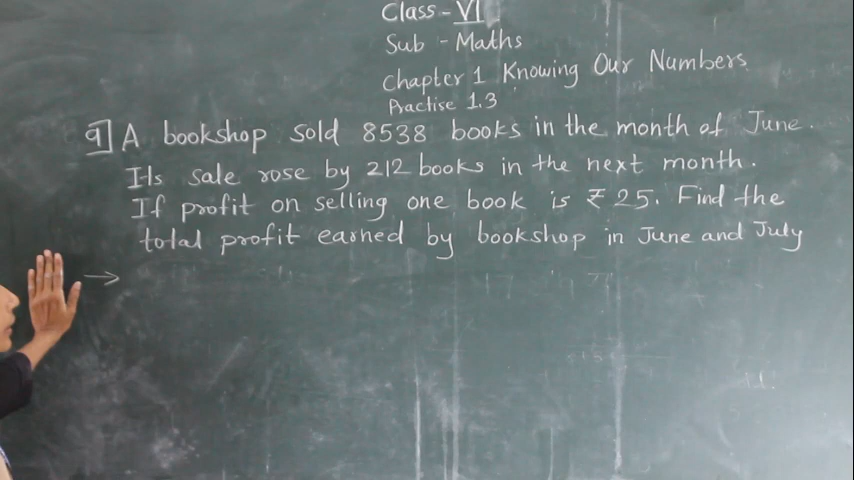 Class - VI
Sub - Maths
Chapter 1 Knowing Our Numbers
Practise 1.3
9] A bookshop sold 8538 books in the month of June.
Its sale rose by 212 books in the next month.
If profit on selling one book is ₹ 25. Find the
total profit earned by bookshop in June and July
→